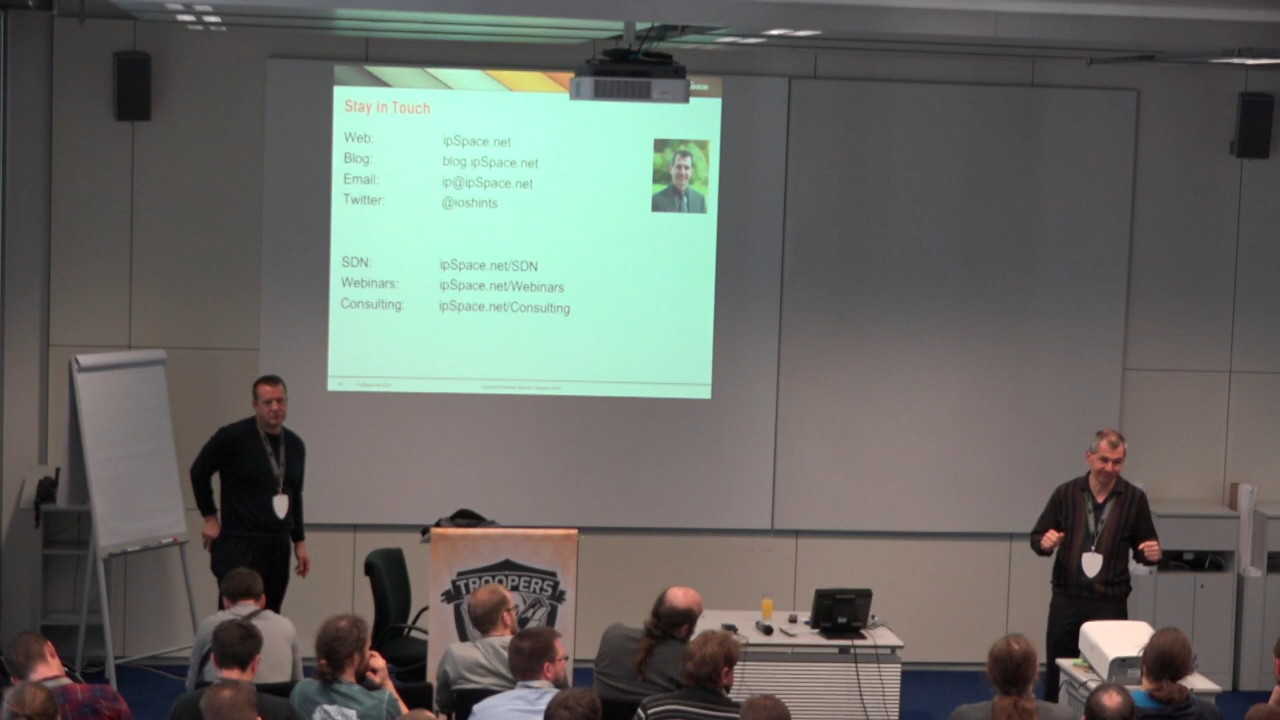 Stay in Touch
Web: ipSpace.net
Blog: blog.ipSpace.net
Email: ip@ipSpace.net
Twitter: @ioshints
SDN: ipSpace.net/SDN
Webinars: ipSpace.net/Webinars
Consulting: ipSpace.net/Consulting
TROOPERS